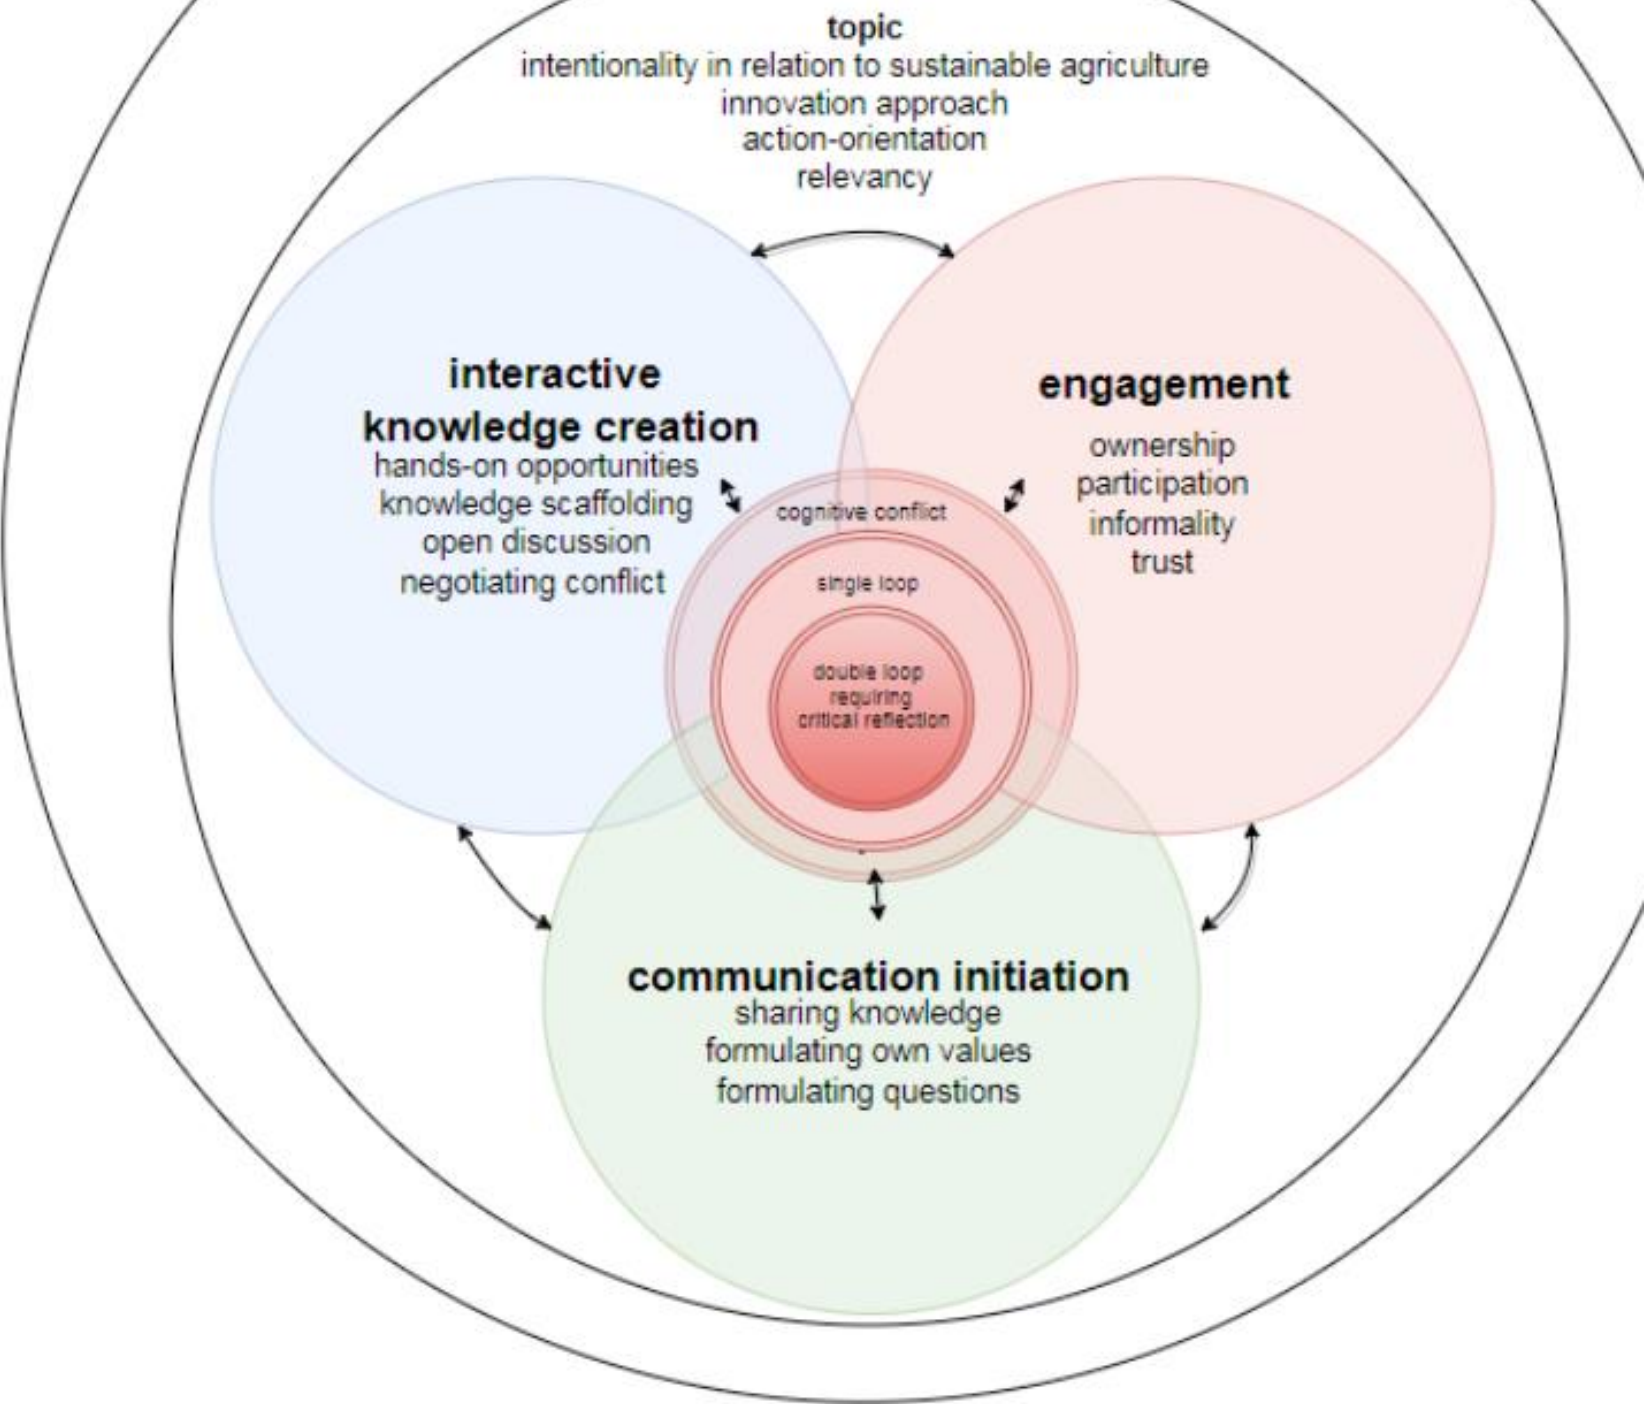 topic
intentionality in relation to sustainable agriculture
innovation approach
action-orientation
relevancy
interactive
knowledge creation
hands-on opportunities
knowledge scaffolding
open discussion
negotiating conflict
engagement
ownership
participation
informality
trust
cognitive conflict
single loop
double loop
requiring
critical reflection
communication initiation
sharing knowledge
formulating own values
formulating questions